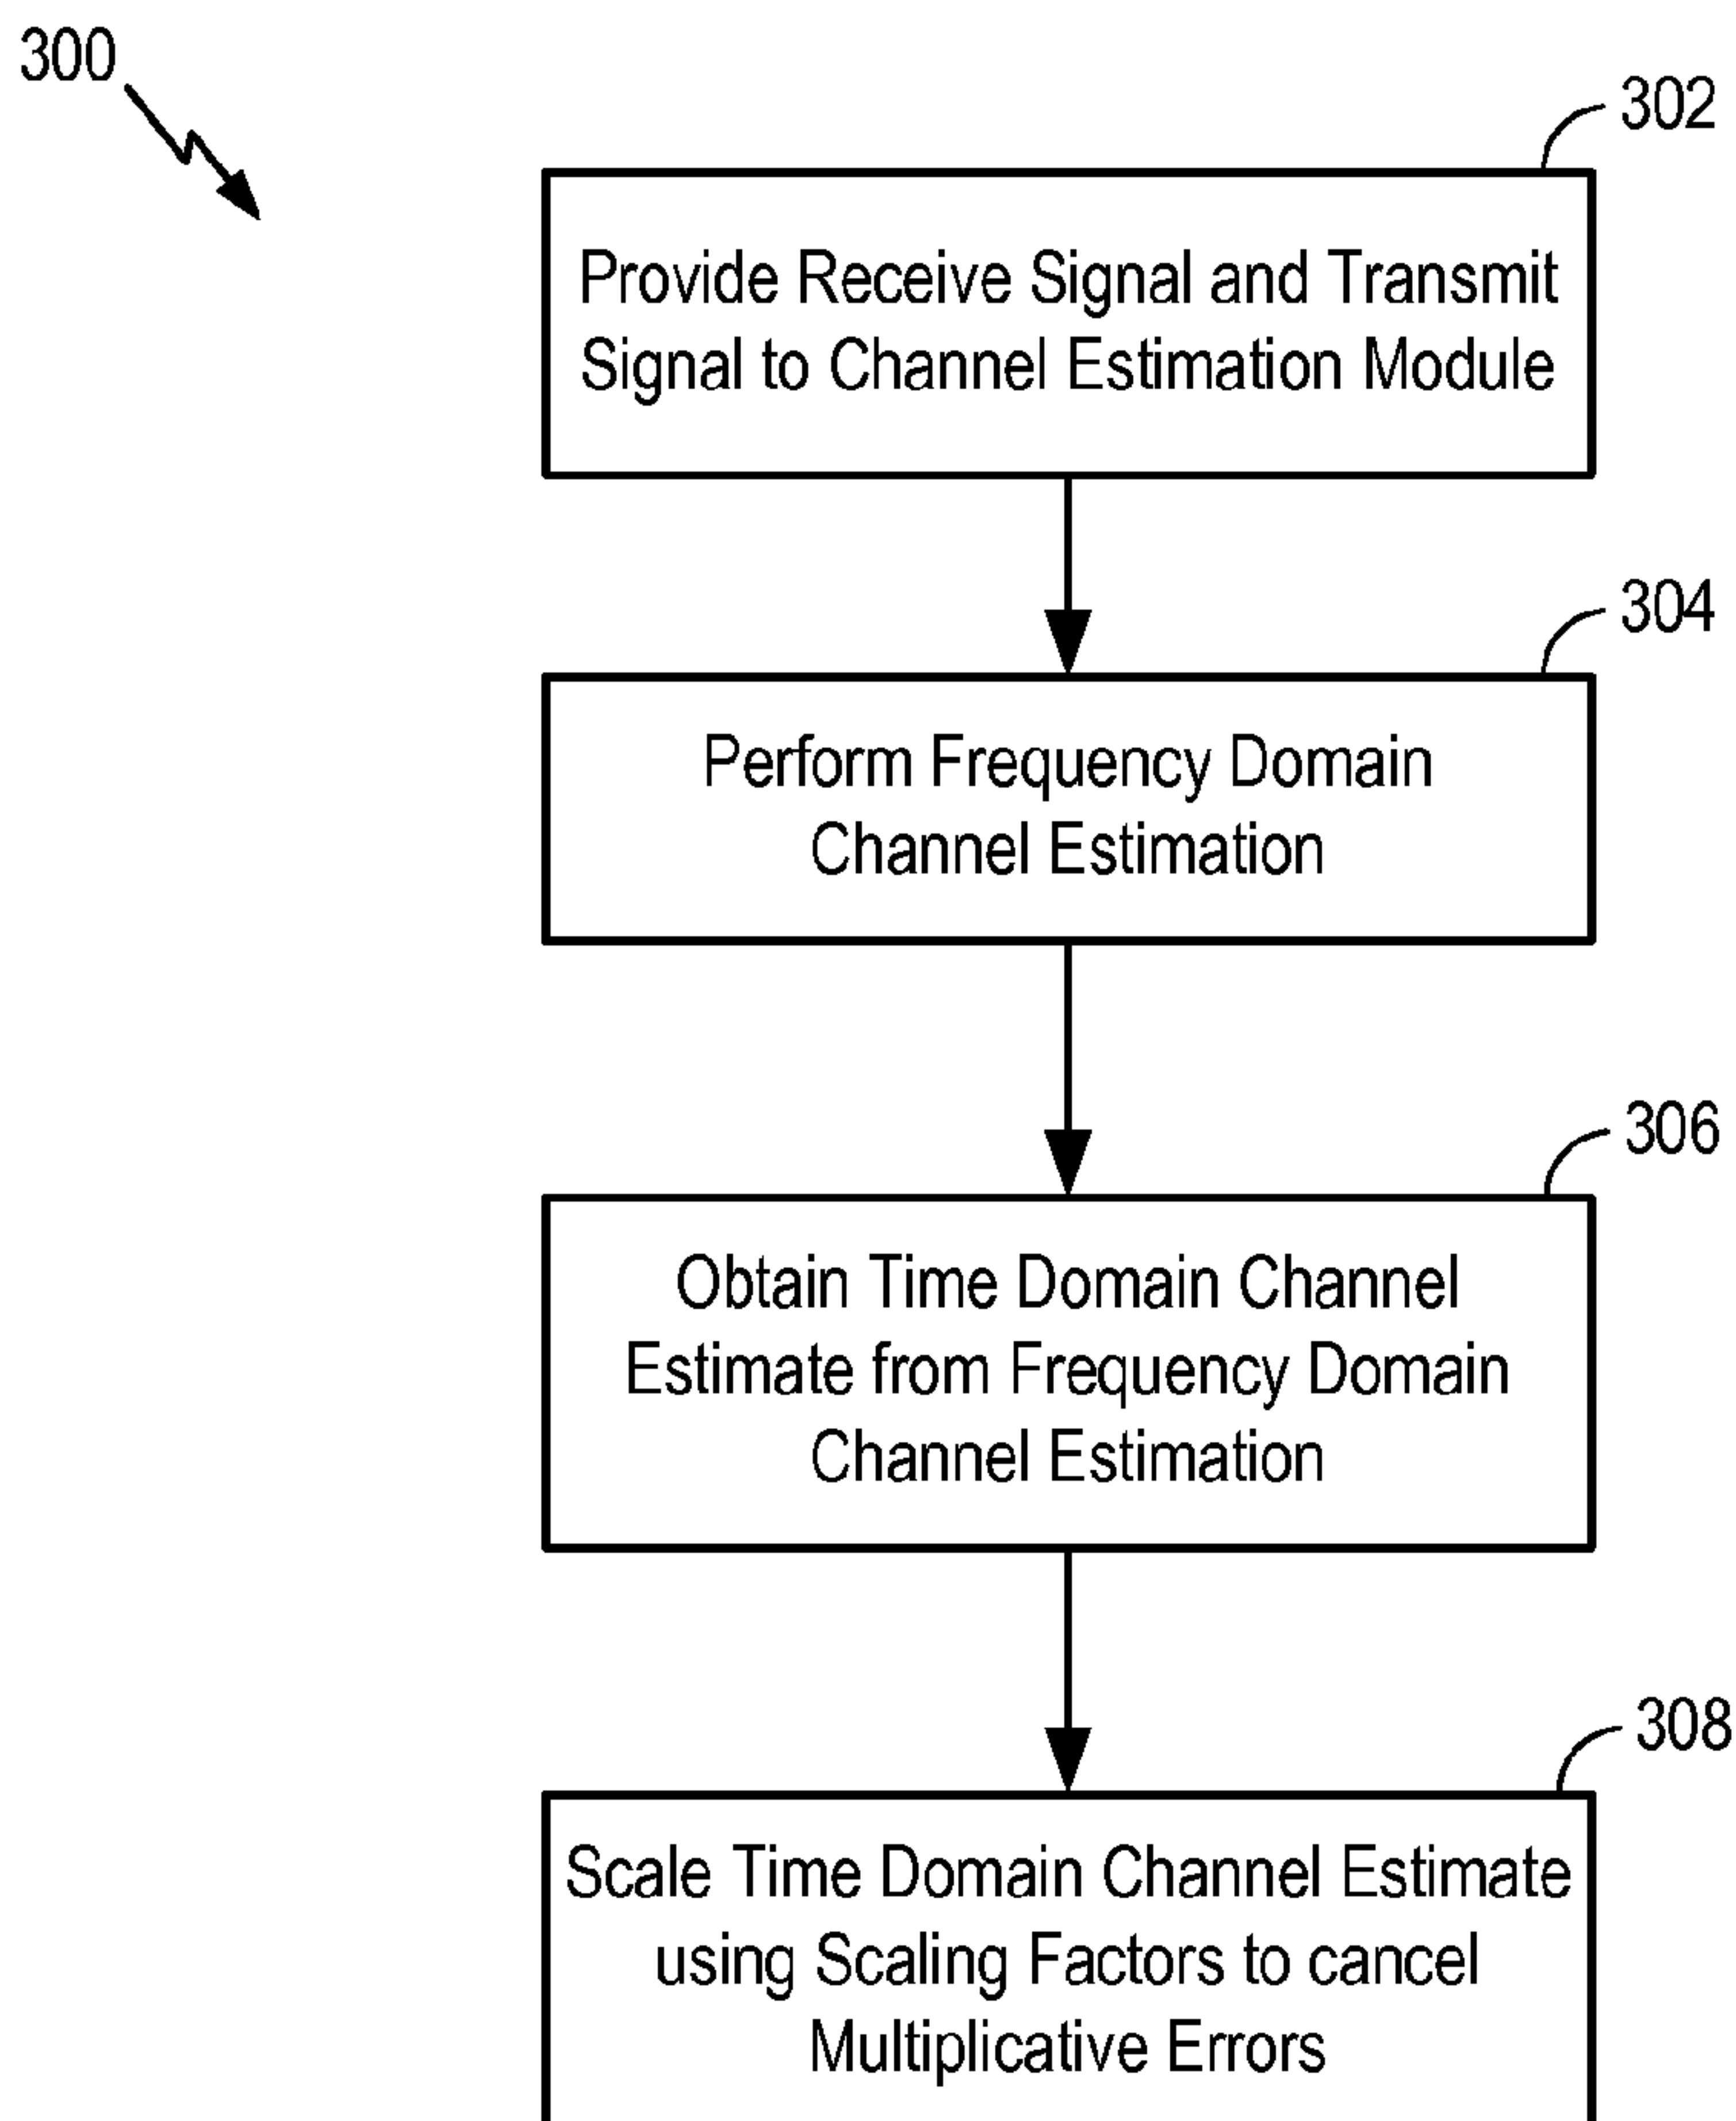 300
302
Provide Receive Signal and Transmit
Signal to Channel Estimation Module
304
Perform Frequency Domain
Channel Estimation
306
Obtain Time Domain Channel
Estimate from Frequency Domain
Channel Estimation
308
Scale Time Domain Channel Estimate
using Scaling Factors to cancel
Multiplicative Errors